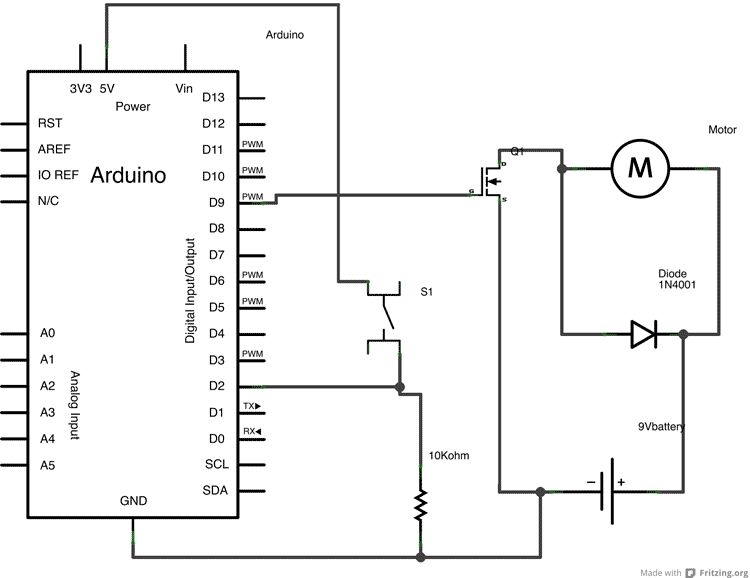 Arduino
3V3 5V Vin
Power
RST
AREF
IO REF
N/C
Arduino
A0
A1
A2
A3
A4
A5
Analog Input
Digital Input/Output
D13
D12
D11 PWM
D10 PWM
D9 PWM
D8
D7
D6 PWM
D5 PWM
D4
D3 PWM
D2
D1 TX▶
D0 RX◀
SCL
SDA
GND
S1
10Kohm
Q1
D
G
S
Motor
M
Diode
1N4001
9Vbattery
− +
Made with Fritzing.org